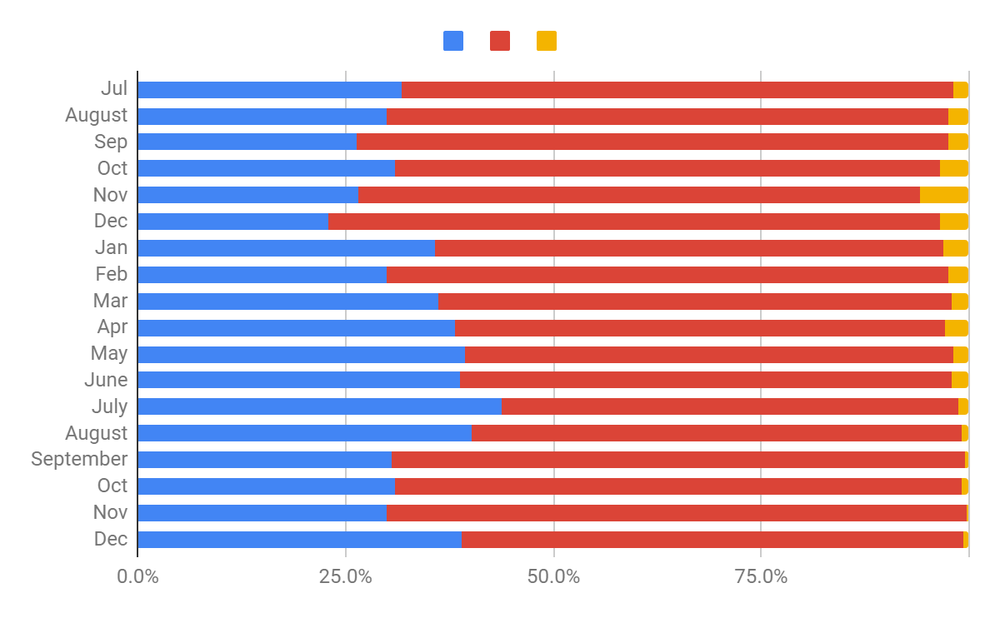 Jul
August
Sep
Oct
Nov
Dec
Jan
Feb
Mar
Apr
May
June
July
August
September
Oct
Nov
Dec
0.0% 25.0% 50.0% 75.0%